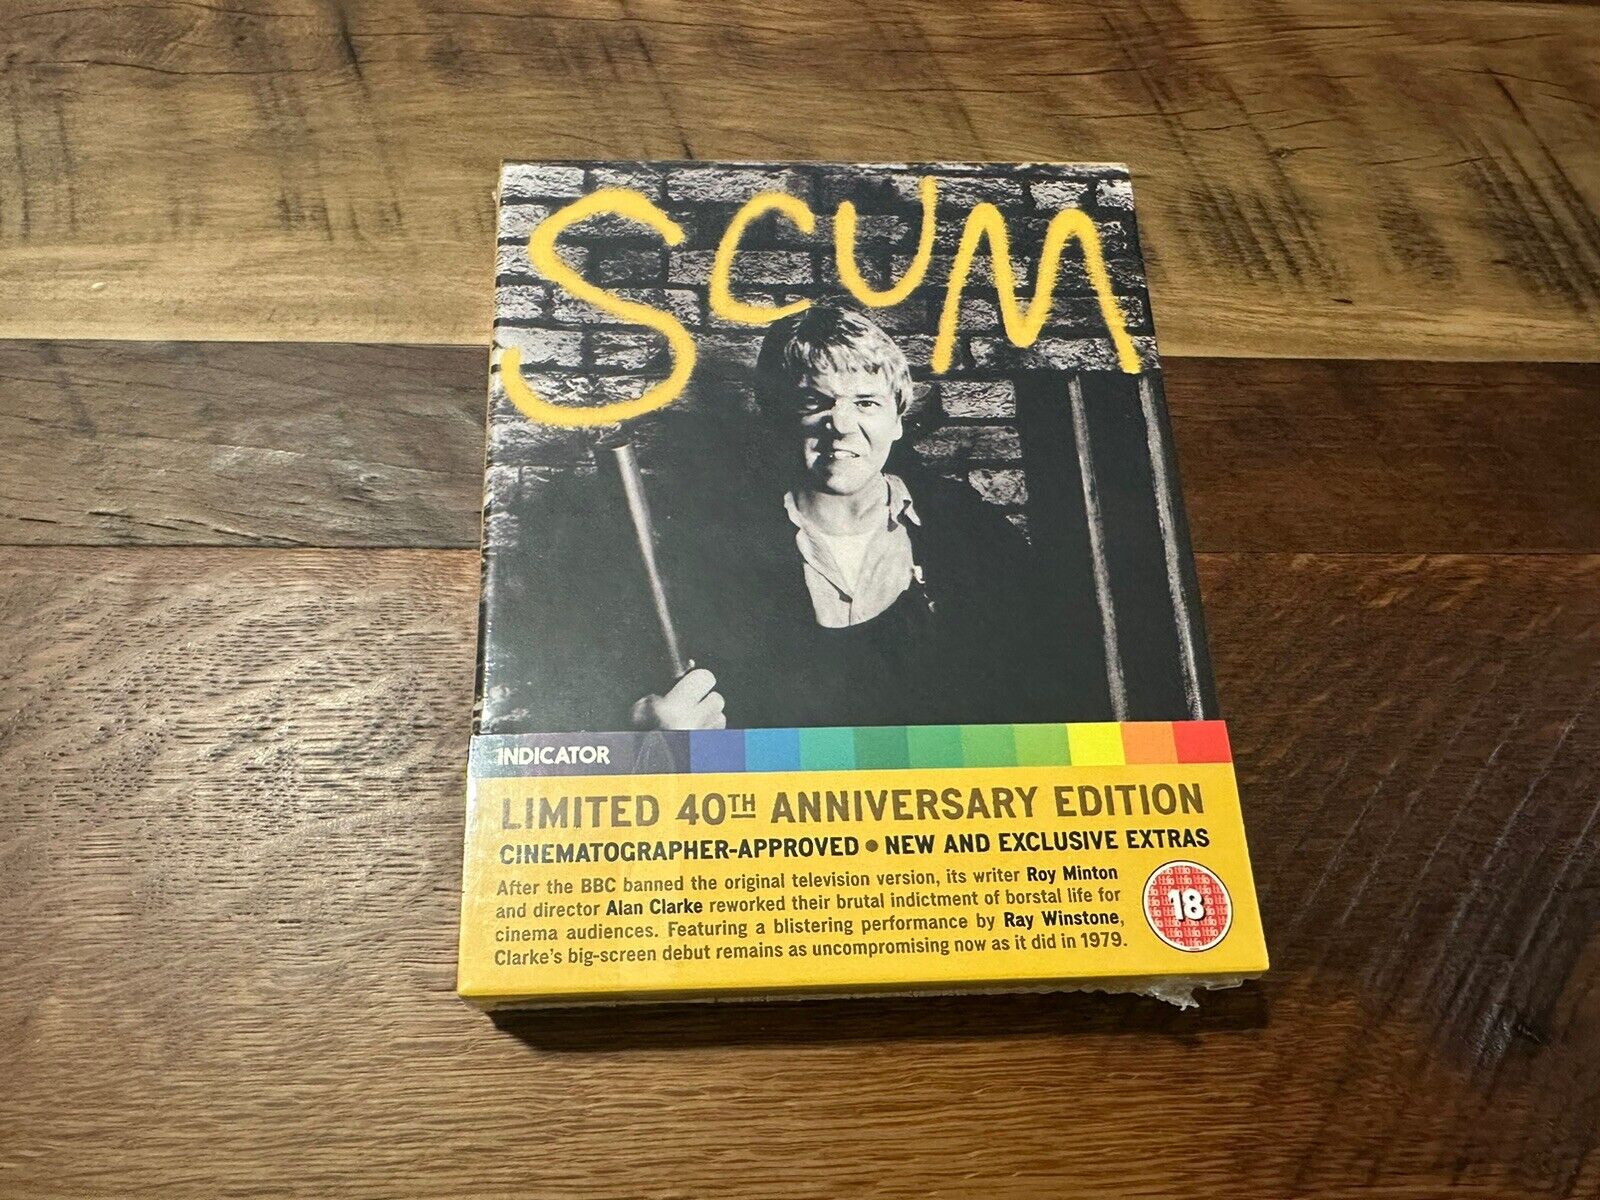 SCUM
INDICATOR
LIMITED 40TH ANNIVERSARY EDITION
CINEMATOGRAPHER-APPROVED • NEW AND EXCLUSIVE EXTRAS
After the BBC banned the original television version, its writer Roy Minton
and director Alan Clarke reworked their brutal indictment of borstal life for
cinema audiences. Featuring a blistering performance by Ray Winstone,
Clarke's big-screen debut remains as uncompromising now as it did in 1979.
18